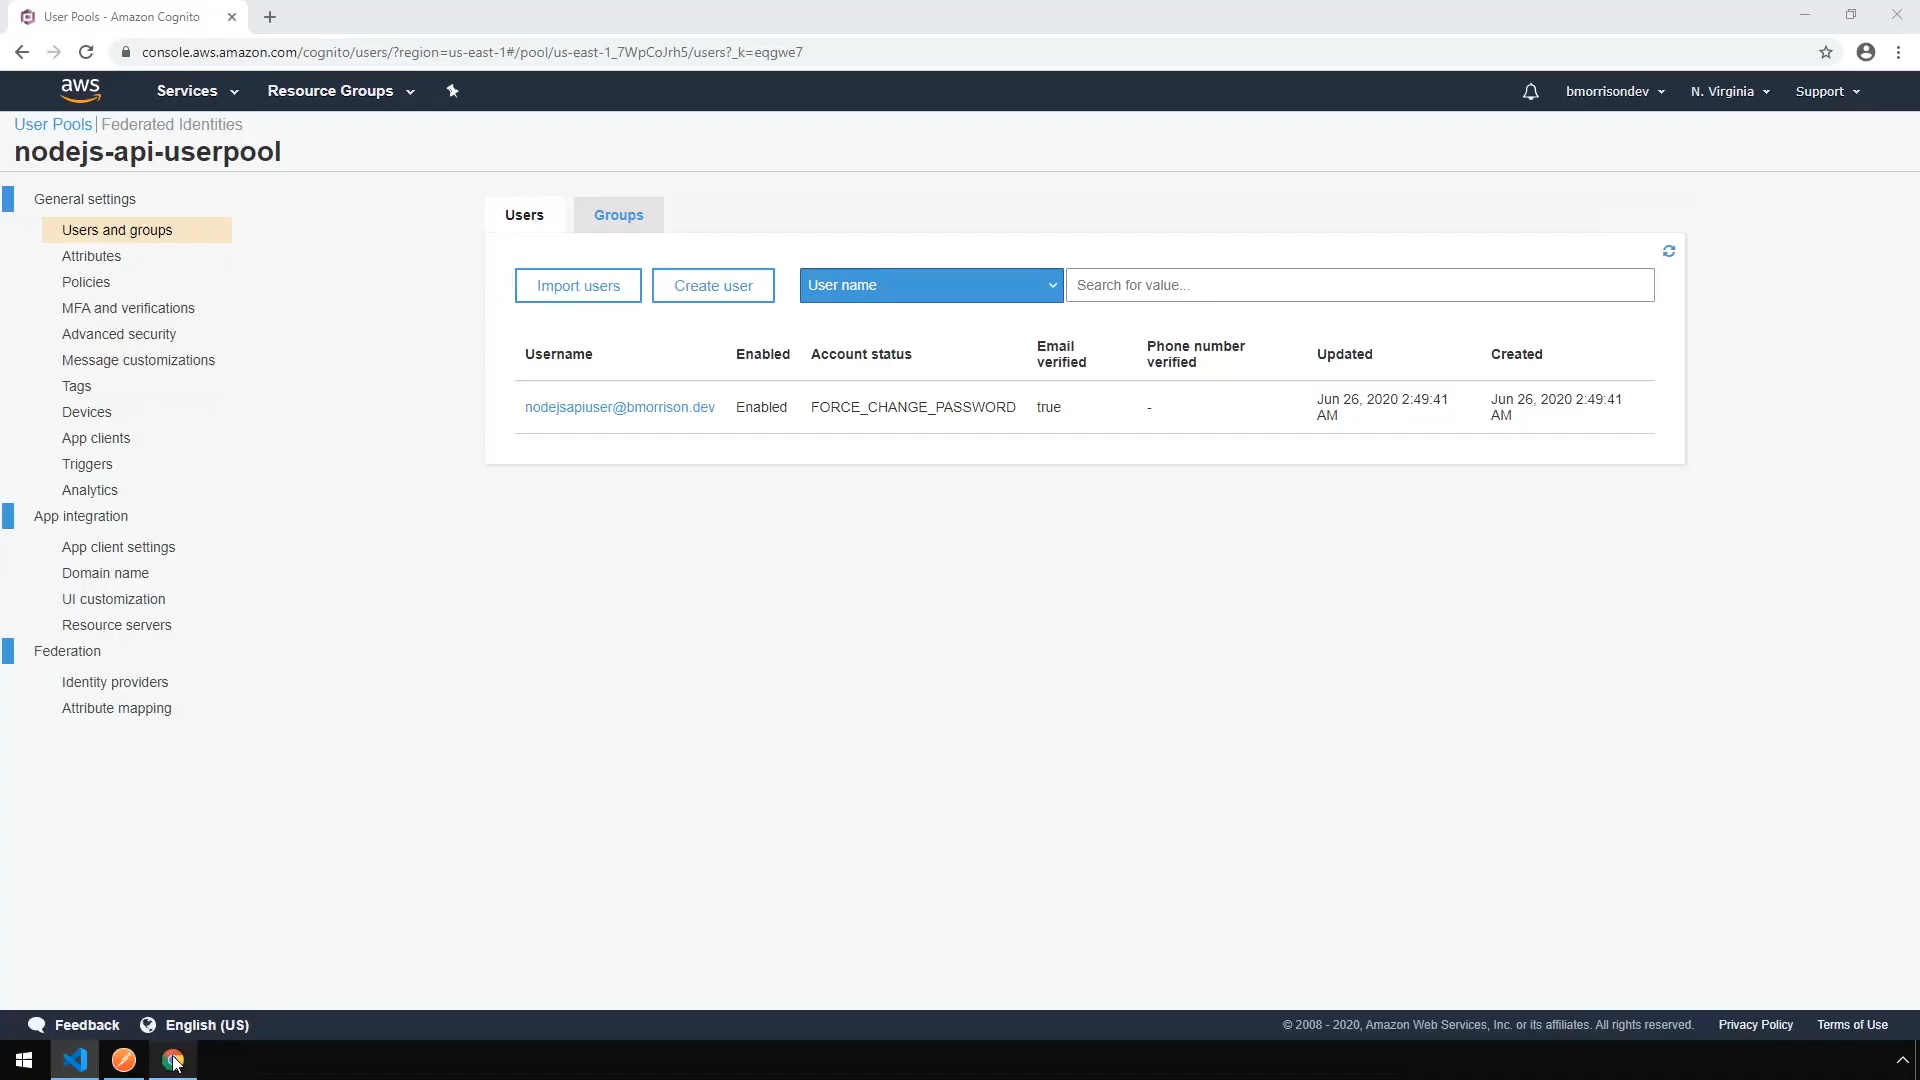 User Pools - Amazon Cognito
console.aws.amazon.com/cognito/users/?region=us-east-1#/pool/us-east-1_7WpCoJrh5/users?_k=eqgwe7
aws Services Resource Groups bmorrisondev N. Virginia Support
User Pools | Federated Identities
nodejs-api-userpool
General settings
Users and groups
Attributes
Policies
MFA and verifications
Advanced security
Message customizations
Tags
Devices
App clients
Triggers
Analytics
App integration
App client settings
Domain name
UI customization
Resource servers
Federation
Identity providers
Attribute mapping
Users Groups
Import users Create user User name Search for value...
Username Enabled Account status Email verified Phone number verified Updated Created
nodejsapiuser@bmorrison.dev Enabled FORCE_CHANGE_PASSWORD true - Jun 26, 2020 2:49:41 AM Jun 26, 2020 2:49:41 AM
Feedback English (US) © 2008 - 2020, Amazon Web Services, Inc. or its affiliates. All rights reserved. Privacy Policy Terms of Use